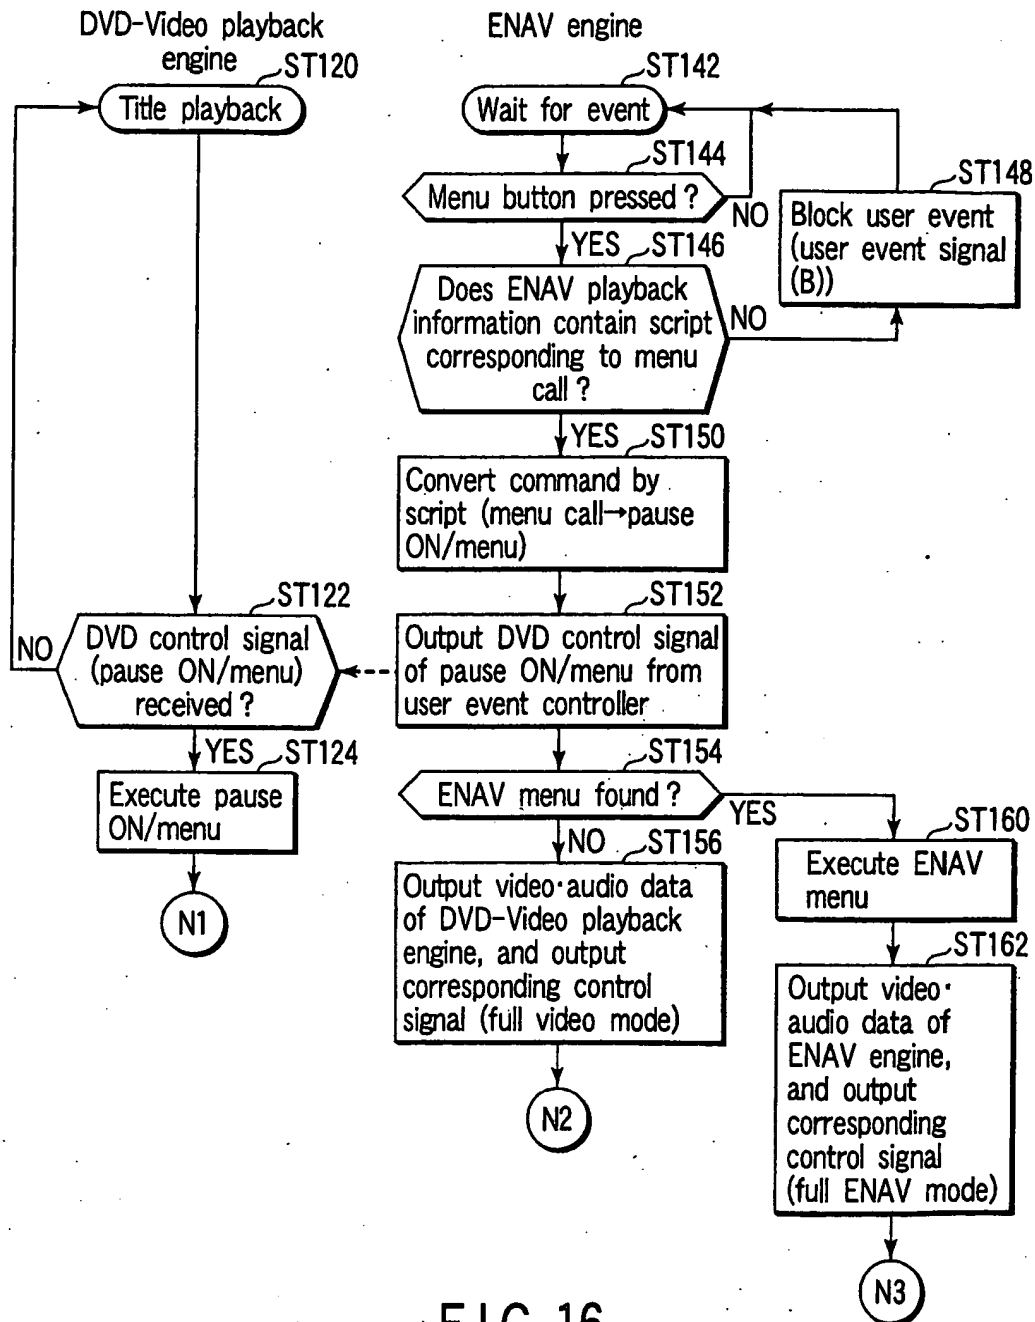 DVD-Video playback
engine
ST120
Title playback
ENAV engine
ST142
Wait for event
ST144
Menu button pressed ?
NO
ST148
Block user event
(user event signal
(B))
YES
ST146
Does ENAV playback
information contain script
corresponding to menu
call ?
NO
YES
ST150
Convert command by
script (menu call→pause
ON/menu)
ST122
DVD control signal
(pause ON/menu)
received ?
NO
ST152
Output DVD control signal
of pause ON/menu from
user event controller
YES
ST124
Execute pause
ON/menu
N1
ST154
ENAV menu found ?
YES
NO
ST156
Output video·audio data
of DVD-Video playback
engine, and output
corresponding control
signal (full video mode)
N2
ST160
Execute ENAV
menu
ST162
Output video·
audio data of
ENAV engine,
and output
corresponding
control signal
(full ENAV mode)
N3
FIG. 16